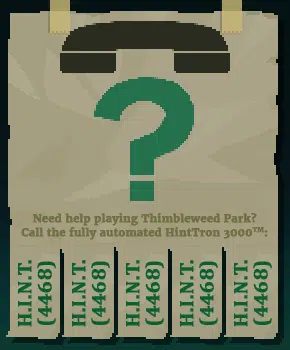 ?
Need help playing Thimbleweed Park?
Call the fully automated HintTron 3000™:
H.I.N.T.
(4468)
H.I.N.T.
(4468)
H.I.N.T.
(4468)
H.I.N.T.
(4468)
H.I.N.T.
(4468)